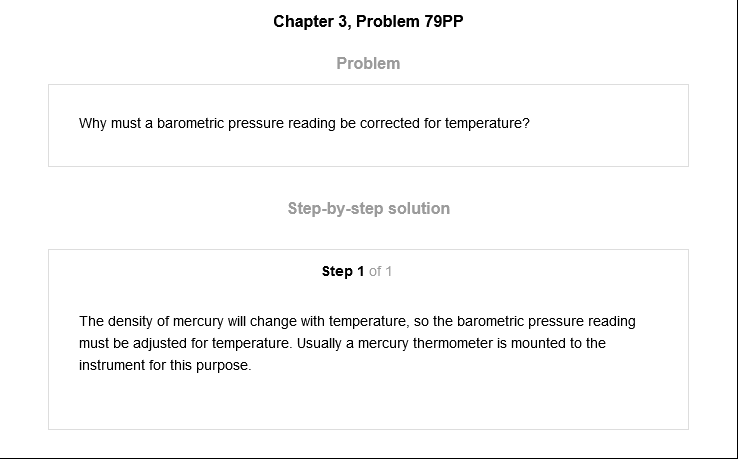 Chapter 3, Problem 79PP
Problem
Why must a barometric pressure reading be corrected for temperature?
Step-by-step solution
Step 1 of 1
The density of mercury will change with temperature, so the barometric pressure reading
must be adjusted for temperature. Usually a mercury thermometer is mounted to the
instrument for this purpose.